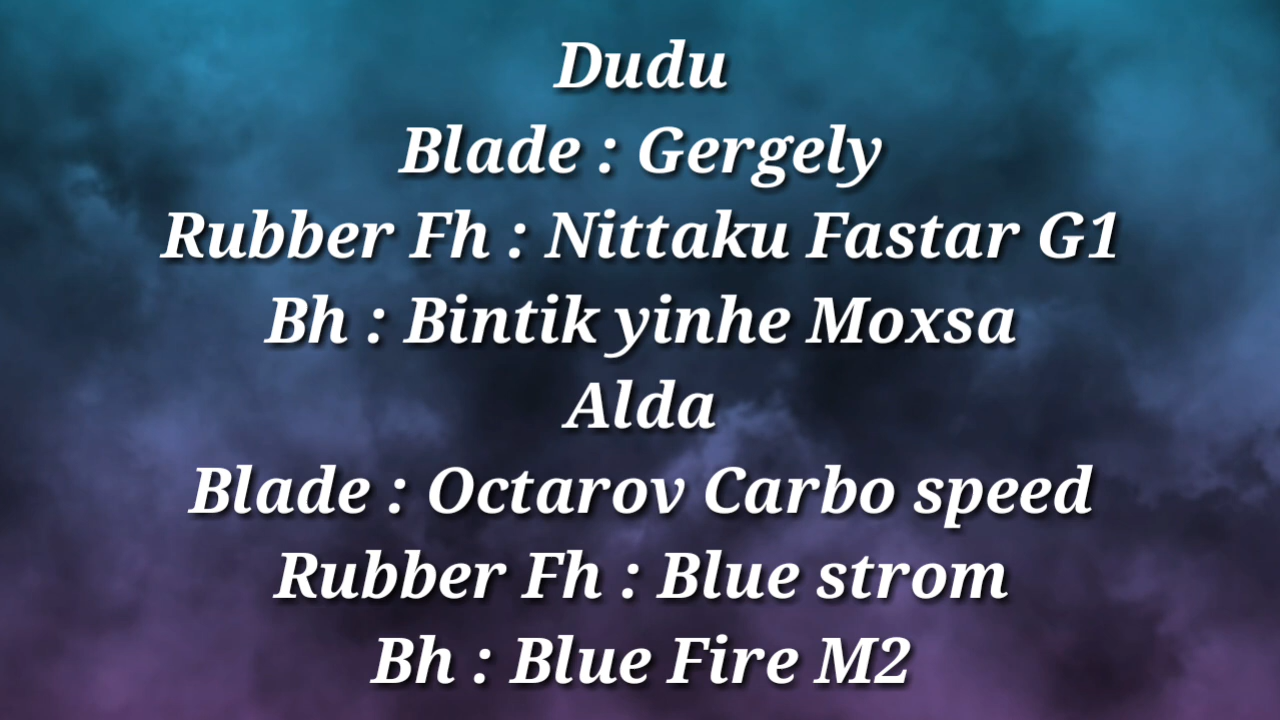 Dudu
Blade : Gergely
Rubber Fh : Nittaku Fastar G1
Bh : Bintik yinhe Moxsa
Alda
Blade : Octarov Carbo speed
Rubber Fh : Blue strom
Bh : Blue Fire M2